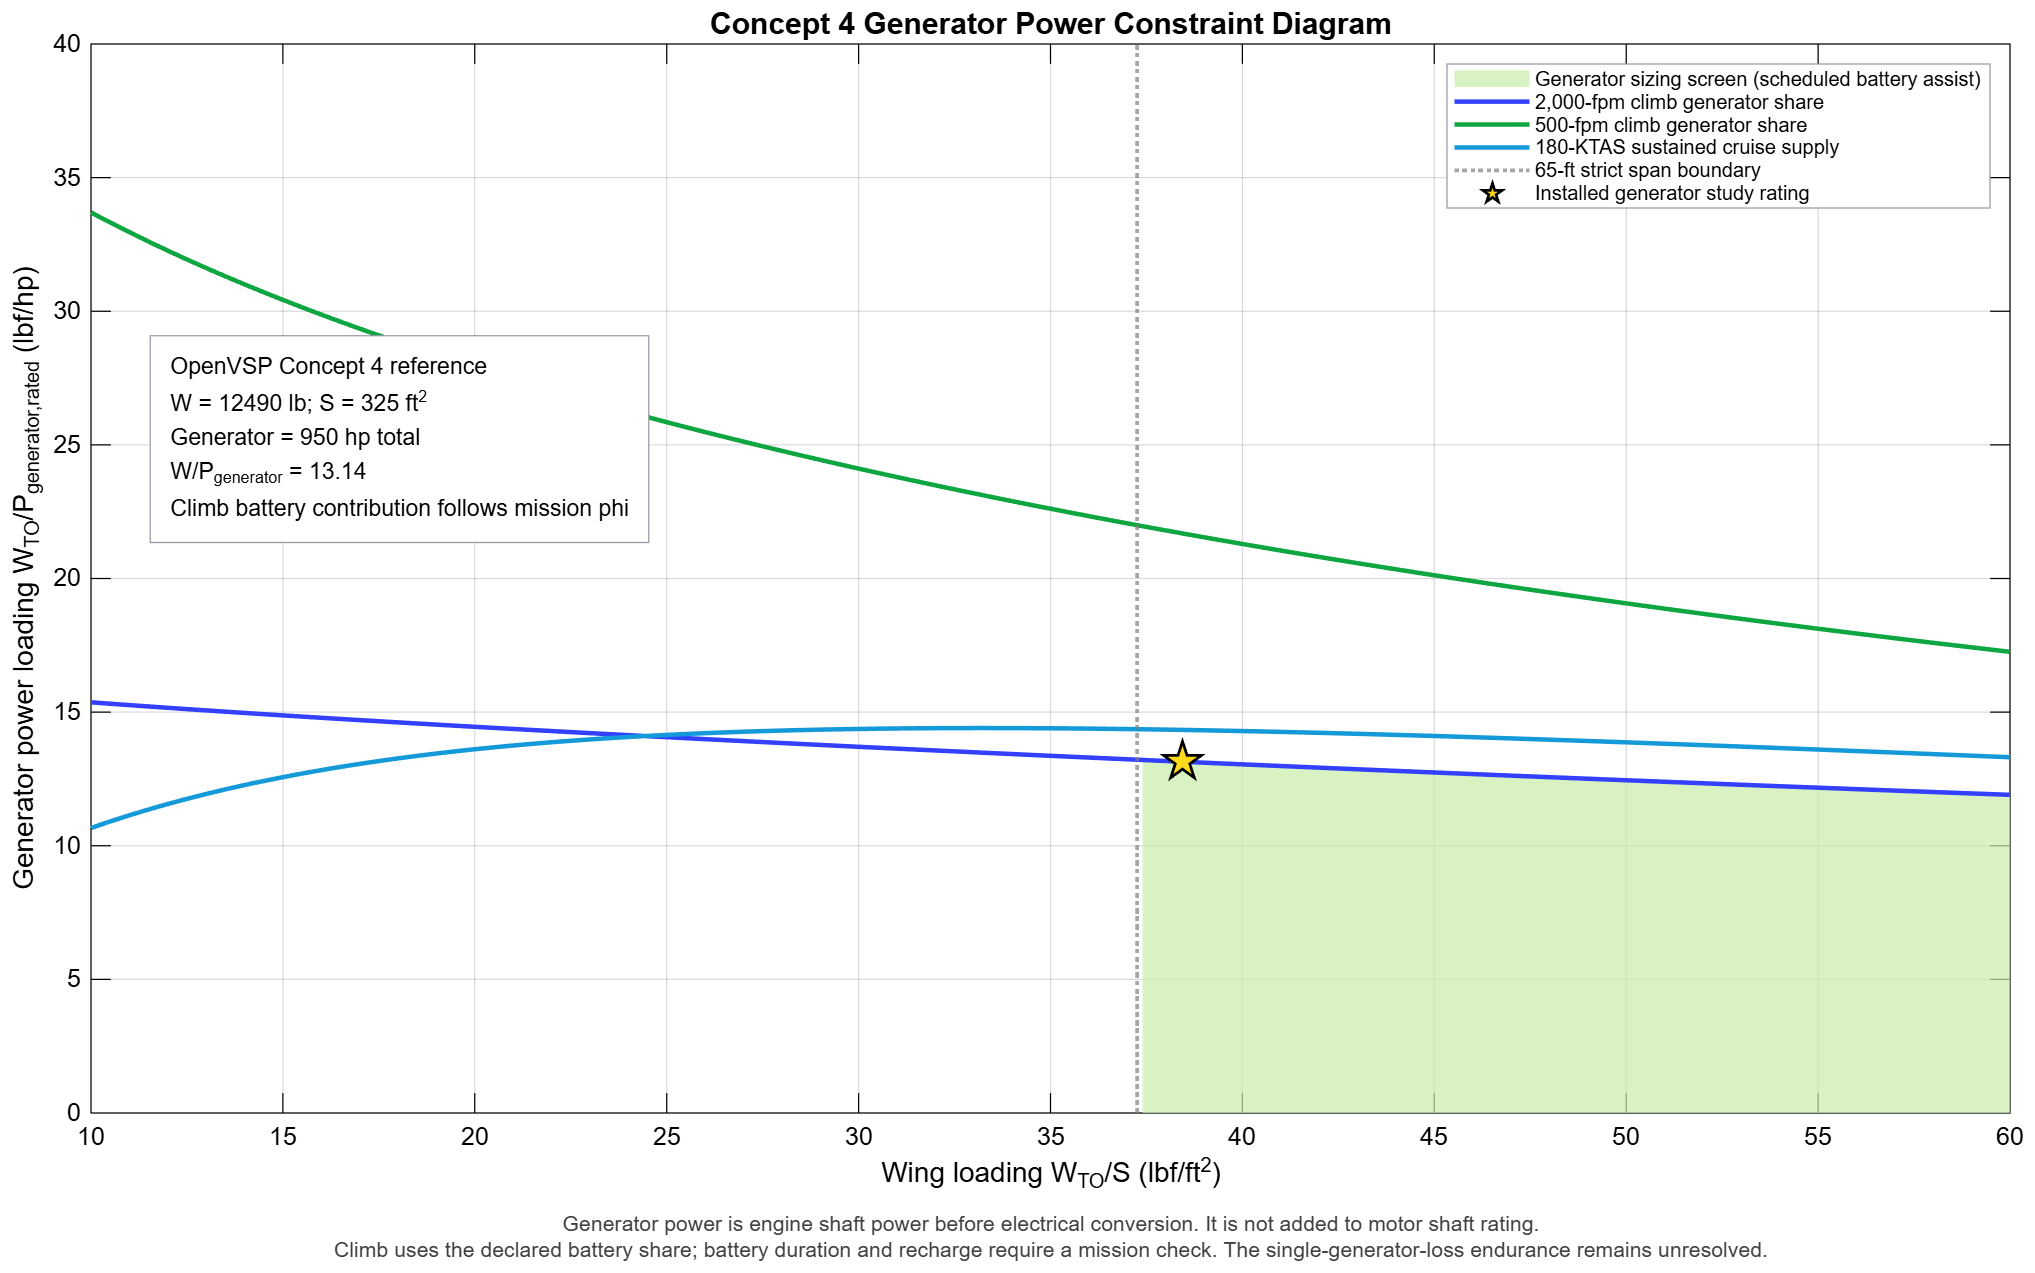 Concept 4 Generator Power Constraint Diagram
40
35
30
25
20
15
10
5
0
Generator power loading W_TO/P_generator,rated (lbf/hp)
Generator sizing screen (scheduled battery assist)
2,000-fpm climb generator share
500-fpm climb generator share
180-KTAS sustained cruise supply
65-ft strict span boundary
Installed generator study rating
OpenVSP Concept 4 reference
W = 12490 lb; S = 325 ft²
Generator = 950 hp total
W/P_generator = 13.14
Climb battery contribution follows mission phi
10 15 20 25 30 35 40 45 50 55 60
Wing loading W_TO/S (lbf/ft²)
Generator power is engine shaft power before electrical conversion. It is not added to motor shaft rating.
Climb uses the declared battery share; battery duration and recharge require a mission check. The single-generator-loss endurance remains unresolved.